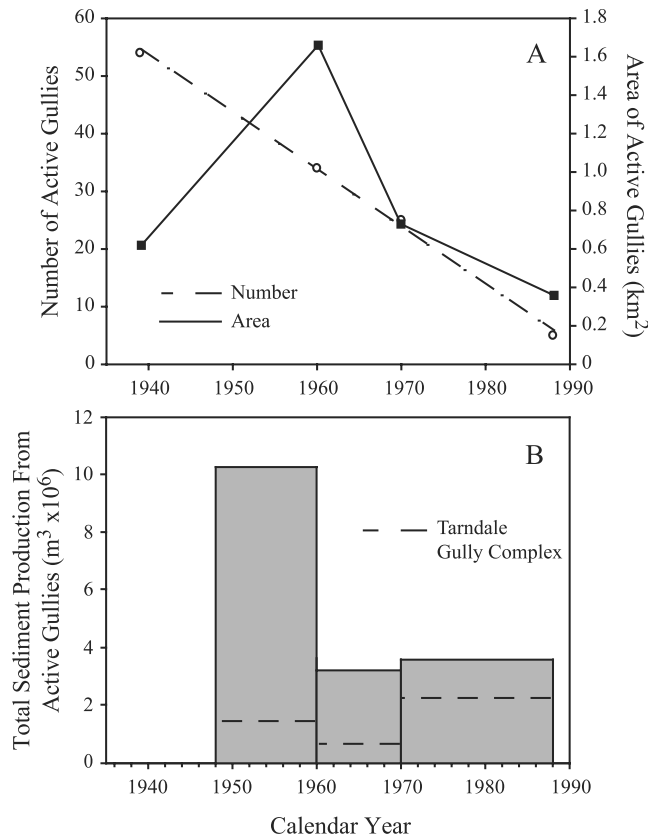 60
50
40
30
20
10
0
Number of Active Gullies
1.8
1.6
1.4
1.2
1.0
0.8
0.6
0.4
0.2
0
Area of Active
Gullies (km²)
A
Number
Area
1940 1950 1960 1970 1980 1990
12
10
8
6
4
2
0
Total Sediment Production From
Active Gullies (m³ x10⁶)
B
Tarndale
Gully Complex
1940 1950 1960 1970 1980 1990
Calendar Year